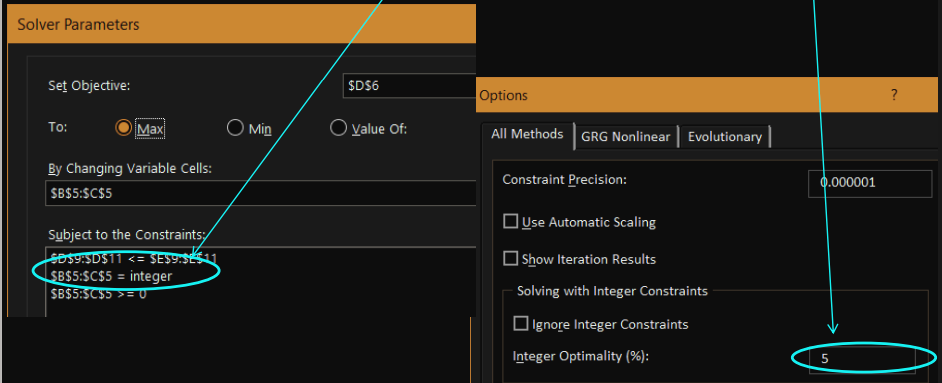 Solver Parameters
Set Objective:
$D$6
To:
Max
Min
Value Of:
By Changing Variable Cells:
$B$5:$C$5
Subject to the Constraints:
$D$9:$D$11 <= $E$9:$E$11
$B$5:$C$5 = integer
$B$5:$C$5 >= 0
Options
?
All Methods
GRG Nonlinear
Evolutionary
Constraint Precision:
0.000001
Use Automatic Scaling
Show Iteration Results
Solving with Integer Constraints
Ignore Integer Constraints
Integer Optimality (%):
5